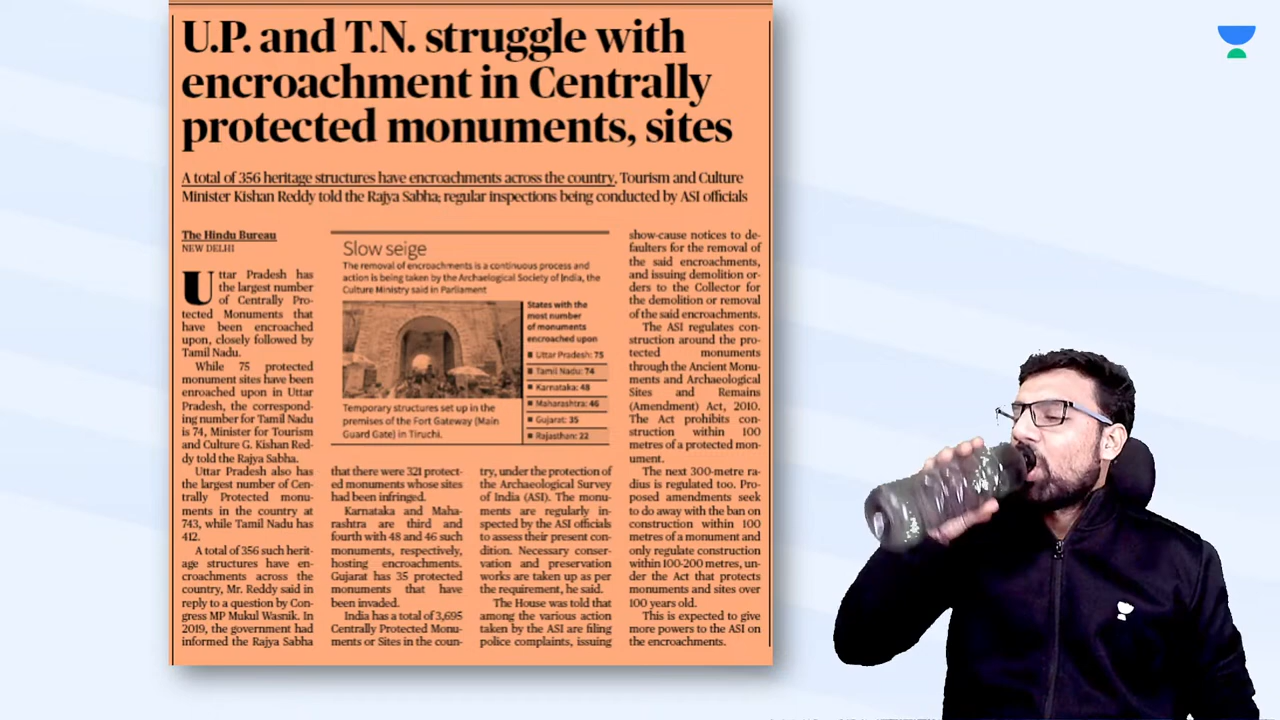 U.P. and T.N. struggle with
encroachment in Centrally
protected monuments, sites
A total of 356 heritage structures have encroachments across the country, Tourism and Culture
Minister Kishan Reddy told the Rajya Sabha; regular inspections being conducted by ASI officials
The Hindu Bureau
NEW DELHI
Uttar Pradesh has
the largest number
of Centrally Pro-
tected Monuments that
have been encroached
upon, closely followed by
Tamil Nadu.
While 75 protected
monument sites have been
enroached upon in Uttar
Pradesh, the correspond-
ing number for Tamil Nadu
is 74, Minister for Tourism
and Culture G. Kishan Red-
dy told the Rajya Sabha.
Uttar Pradesh also has
the largest number of Cen-
trally Protected monu-
ments in the country at
743, while Tamil Nadu has
412.
A total of 356 such herit-
age structures have en-
croachments across the
country, Mr. Reddy said in
reply to a question by Con-
gress MP Mukul Wasnik. In
2019, the government had
informed the Rajya Sabha
Slow seige
The removal of encroachments is a continuous process and
action is being taken by the Archaelogical Society of India, the
Culture Ministry said in Parliament
States with the
most number
of monuments
encroached upon
■ Uttar Pradesh: 75
■ Tamil Nadu: 74
■ Karnataka: 48
■ Maharashtra: 46
■ Gujarat: 35
■ Rajasthan: 22
Temporary structures set up in the
premises of the Fort Gateway (Main
Guard Gate) in Tiruchi.
that there were 321 protect-
ed monuments whose sites
had been infringed.
Karnataka and Maha-
rashtra are third and
fourth with 48 and 46 such
monuments, respectively,
hosting encroachments.
Gujarat has 35 protected
monuments that have
been invaded.
India has a total of 3,695
Centrally Protected Monu-
ments or Sites in the coun-
try, under the protection of
the Archaeological Survey
of India (ASI). The monu-
ments are regularly in-
spected by the ASI officials
to assess their present con-
dition. Necessary conser-
vation and preservation
works are taken up as per
the requirement, he said.
The House was told that
among the various action
taken by the ASI are filing
police complaints, issuing
show-cause notices to de-
faulters for the removal of
the said encroachments,
and issuing demolition or-
ders to the Collector for
the demolition or removal
of the said encroachments.
The ASI regulates con-
struction around the pro-
tected monuments
through the Ancient Monu-
ments and Archaeological
Sites and Remains
(Amendment) Act, 2010.
The Act prohibits con-
struction within 100
metres of a protected mon-
ument.
The next 300-metre ra-
dius is regulated too. Pro-
posed amendments seek
to do away with the ban on
construction within 100
metres of a monument and
only regulate construction
within 100-200 metres, un-
der the Act that protects
monuments and sites over
100 years old.
This is expected to give
more powers to the ASI on
the encroachments.